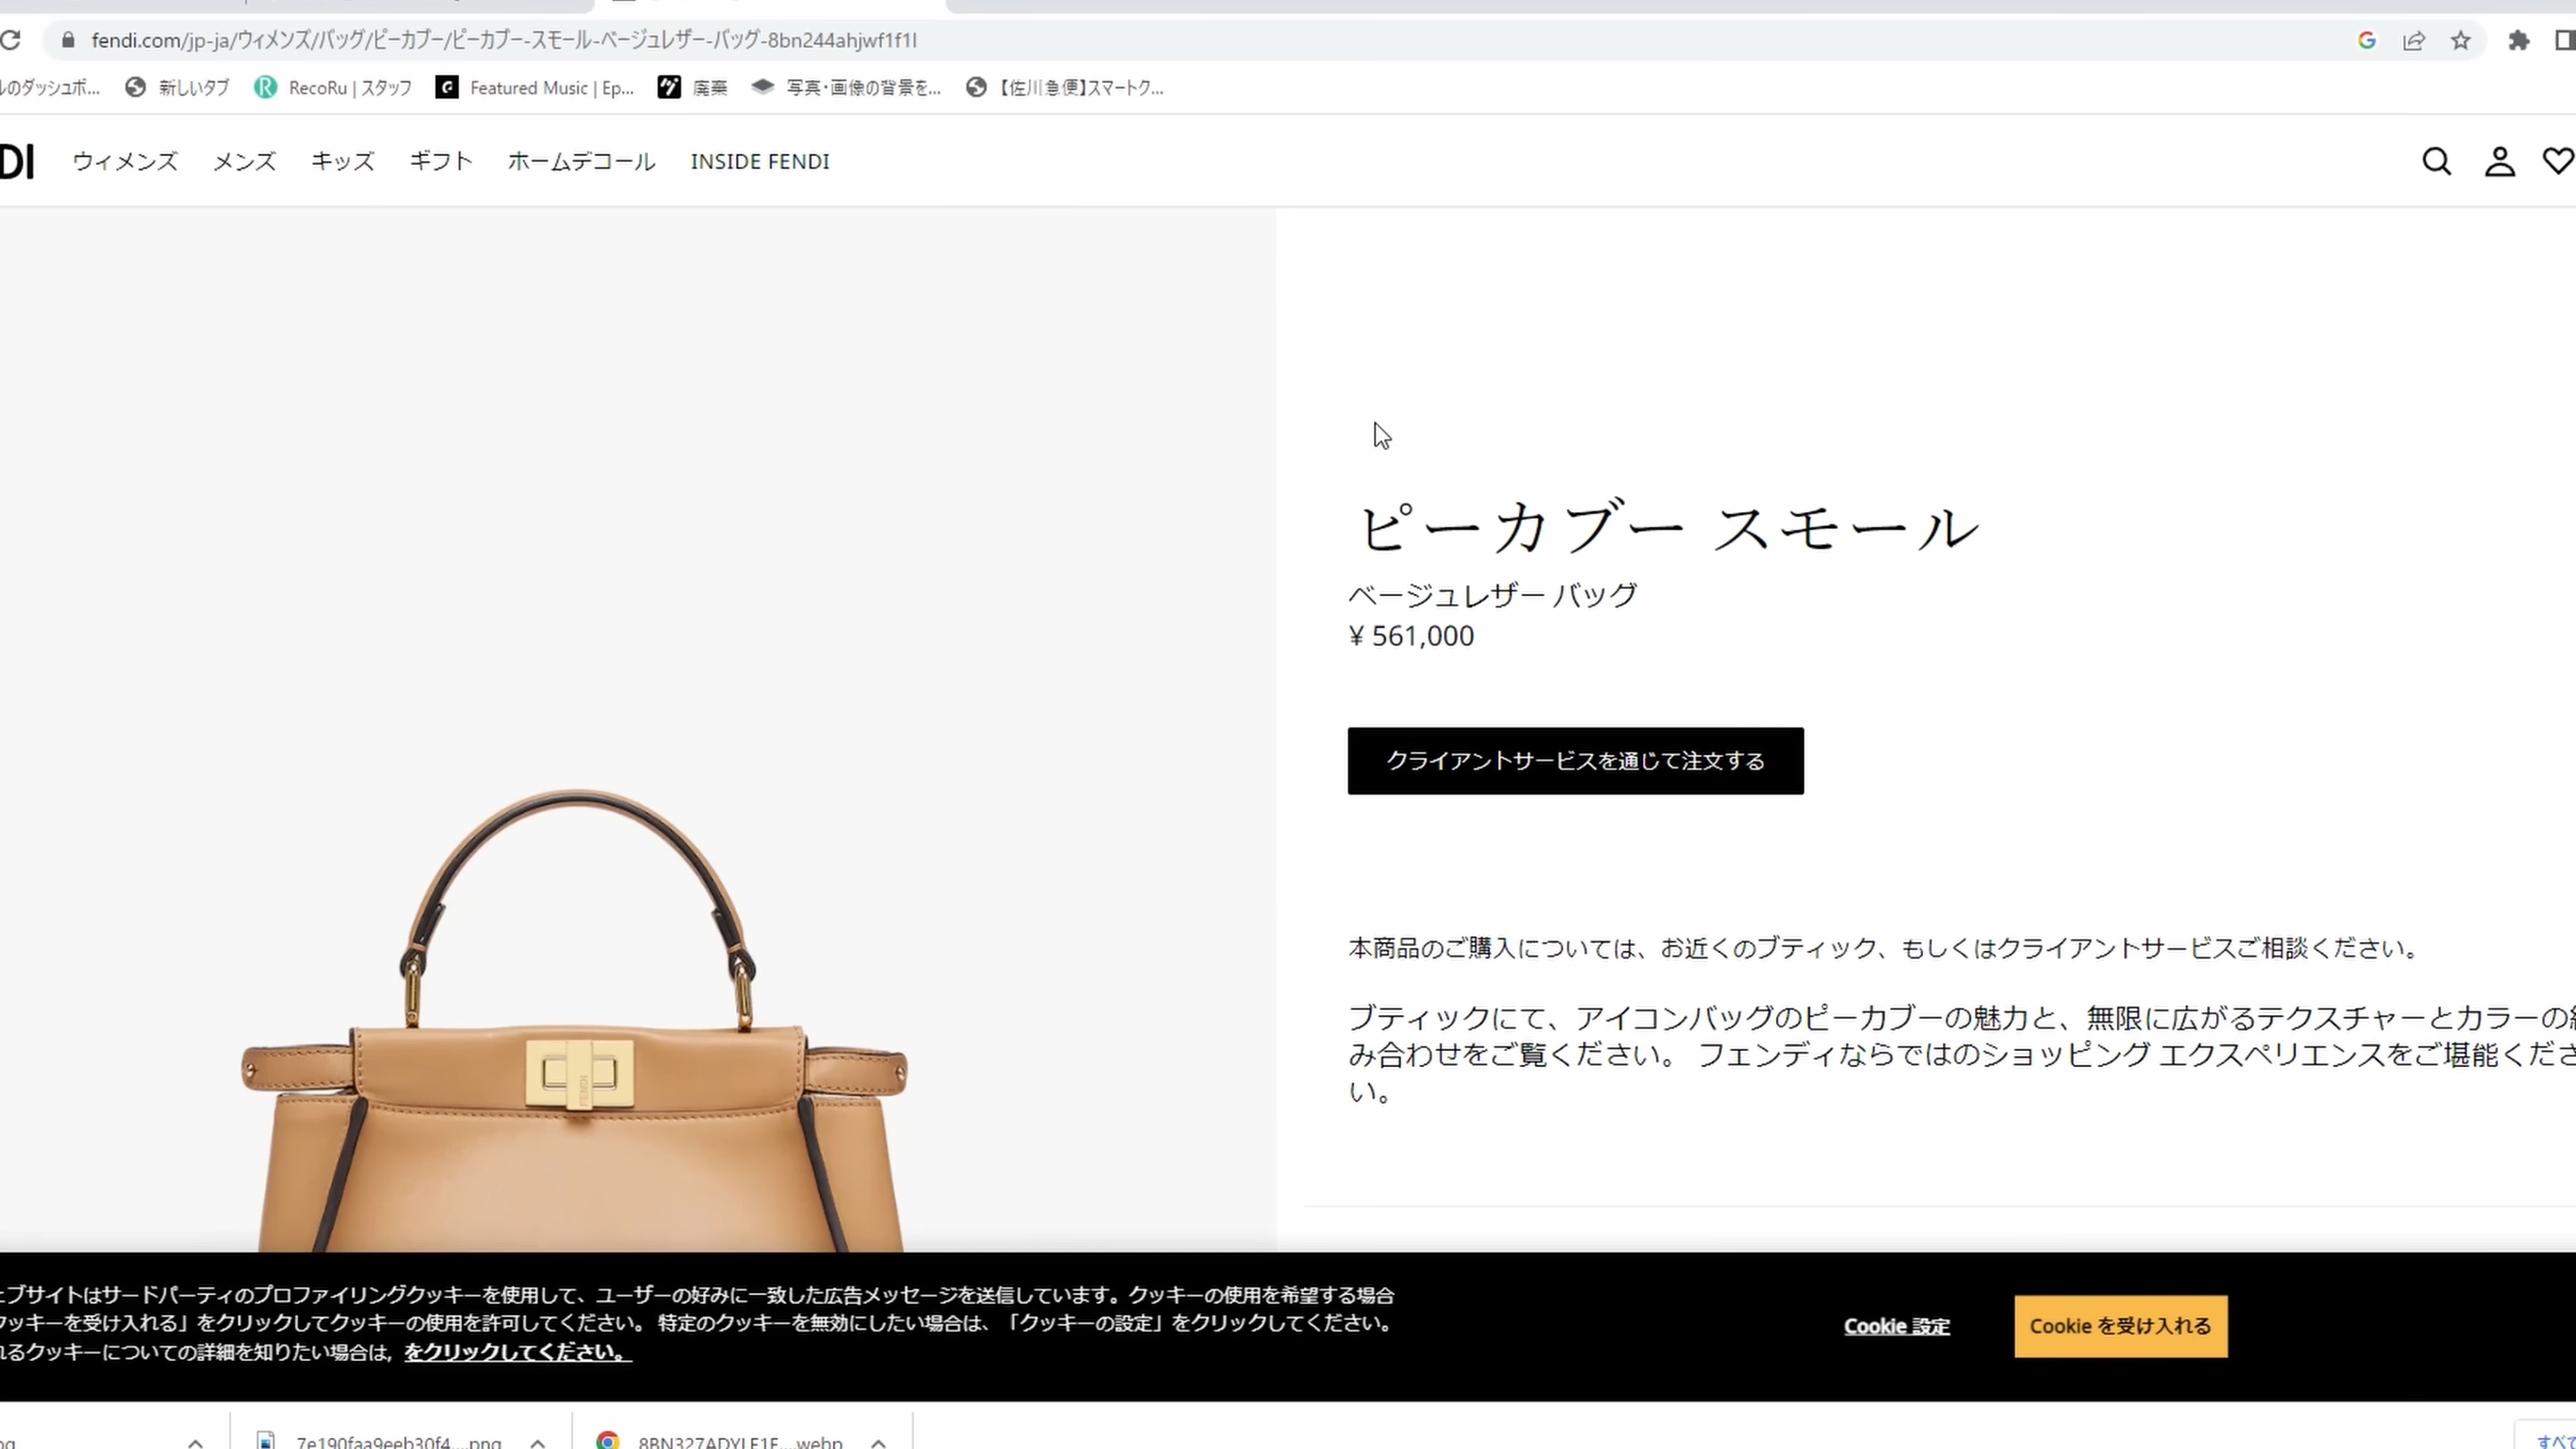 fendi.com/jp-ja/ウィメンズ/バッグ/ピーカブー/ピーカブー-スモール-ベージュレザー-バッグ-8bn244ahjwf1f1l
ルのダッシュボ... 新しいタブ RecoRu | スタッフ Featured Music | Ep... 廃棄 写真・画像の背景を... 【佐川急便】スマートク...
DI ウィメンズ メンズ キッズ ギフト ホームデコール INSIDE FENDI
ピーカブー スモール
ベージュレザー バッグ
¥ 561,000
クライアントサービスを通じて注文する
本商品のご購入については、お近くのブティック、もしくはクライアントサービスご相談ください。
ブティックにて、アイコンバッグのピーカブーの魅力と、無限に広がるテクスチャーとカラーの組
み合わせをご覧ください。 フェンディならではのショッピング エクスペリエンスをご堪能くださ
い。
FENDI
ェブサイトはサードパーティのプロファイリングクッキーを使用して、ユーザーの好みに一致した広告メッセージを送信しています。クッキーの使用を希望する場合
クッキーを受け入れる」をクリックしてクッキーの使用を許可してください。 特定のクッキーを無効にしたい場合は、「クッキーの設定」をクリックしてください。
れるクッキーについての詳細を知りたい場合は, をクリックしてください。
Cookie 設定
Cookie を受け入れる
7e190faa9eeb30f4....png 8BN327ADYLF1F....webp
すべて